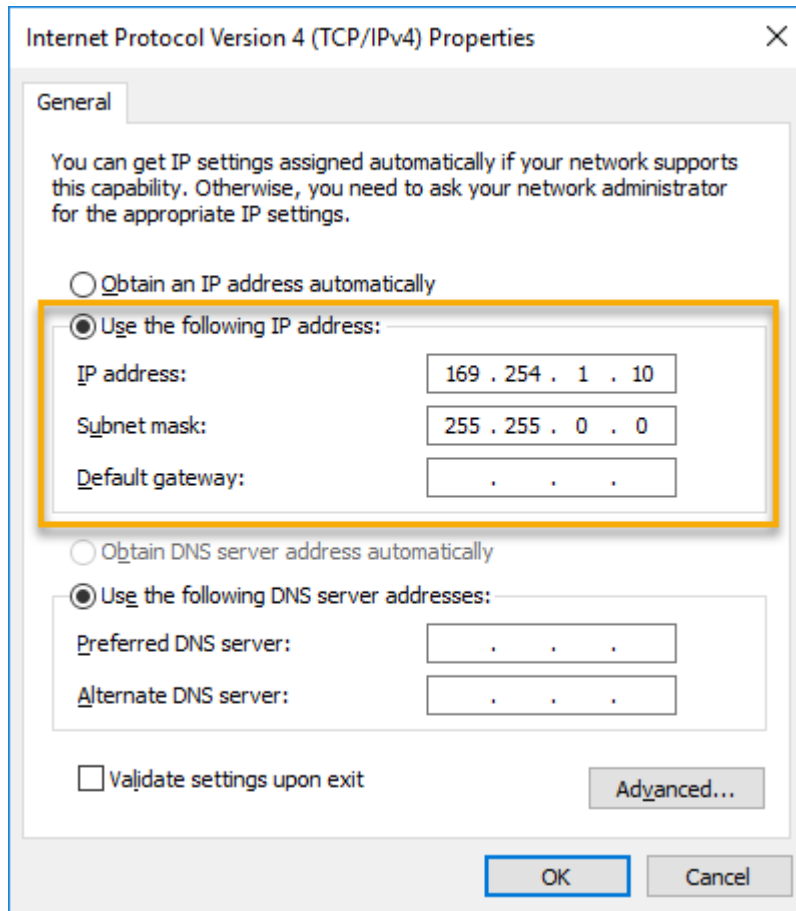 Internet Protocol Version 4 (TCP/IPv4) Properties
General
You can get IP settings assigned automatically if your network supports
this capability. Otherwise, you need to ask your network administrator
for the appropriate IP settings.
Obtain an IP address automatically
Use the following IP address:
IP address: 169 . 254 . 1 . 10
Subnet mask: 255 . 255 . 0 . 0
Default gateway: . . .
Obtain DNS server address automatically
Use the following DNS server addresses:
Preferred DNS server: . . .
Alternate DNS server: . . .
Validate settings upon exit
Advanced...
OK Cancel